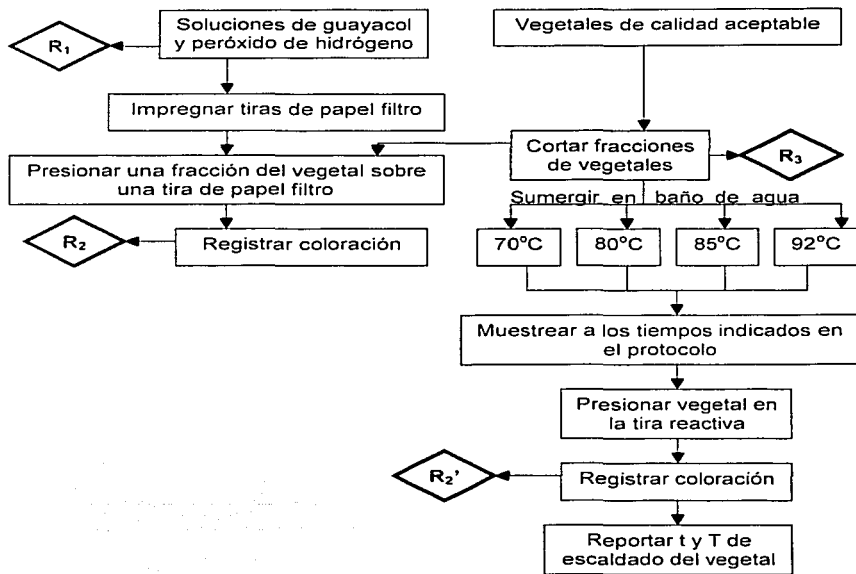 Soluciones de guayacol
y peróxido de hidrógeno
R₁
Vegetales de calidad aceptable
Impregnar tiras de papel filtro
Cortar fracciones
de vegetales
R₃
Presionar una fracción del vegetal sobre
una tira de papel filtro
Sumergir en baño de agua
R₂
Registrar coloración
70°C
80°C
85°C
92°C
Muestrear a los tiempos indicados en
el protocolo
Presionar vegetal en
la tira reactiva
R₂'
Registrar coloración
Reportar t y T de
escaldado del vegetal